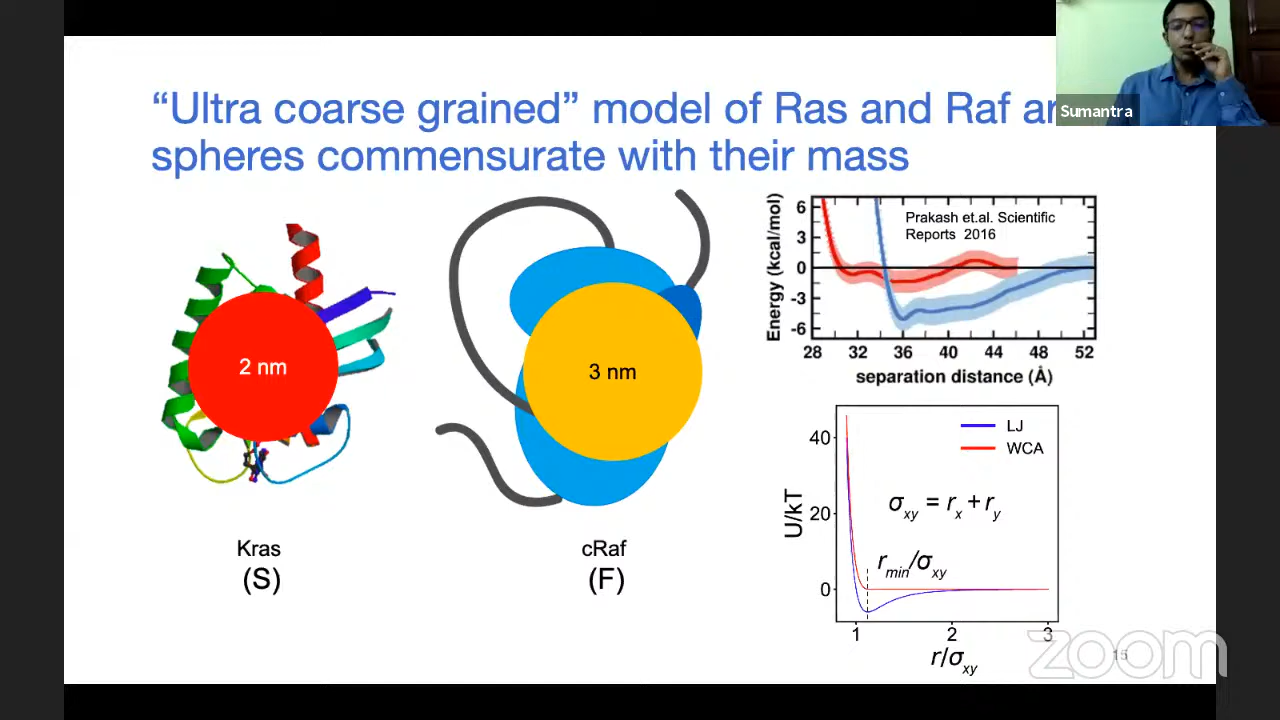 “Ultra coarse grained” model of Ras and Raf
spheres commensurate with their mass
Sumantra
2 nm
3 nm
Kras
(S)
cRaf
(F)
Prakash et.al. Scientific
Reports 2016
Energy (kcal/mol)
6
3
0
-3
-6
28 32 36 40 44 48 52
separation distance (Å)
LJ
WCA
σxy = rx + ry
rmin/σxy
U/kT
40
20
0
1 2 3
r/σxy
15
zoom